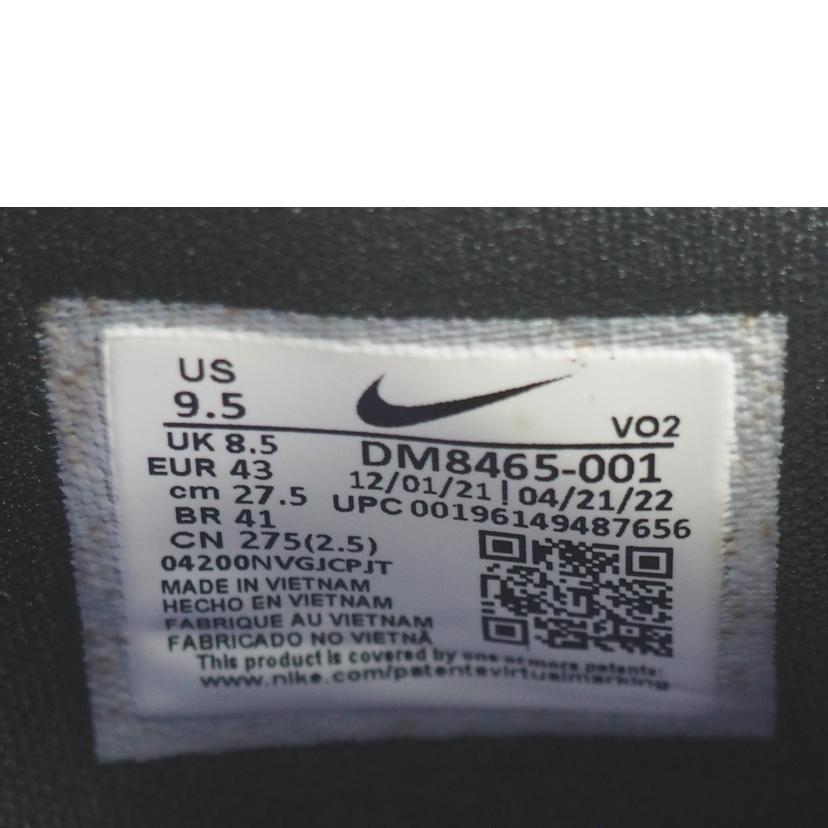 US
9.5
VO2
UK 8.5
DM8465-001
EUR 43
12/01/21 | 04/21/22
cm 27.5
UPC 00196149487656
BR 41
CN 275(2.5)
04200NVGJCPJT
MADE IN VIETNAM
HECHO EN VIETNAM
FABRIQUE AU VIETNAM
FABRICADO NO VIETNÃ
This product is covered by one or more patents:
www.nike.com/patentsvirtualmarking